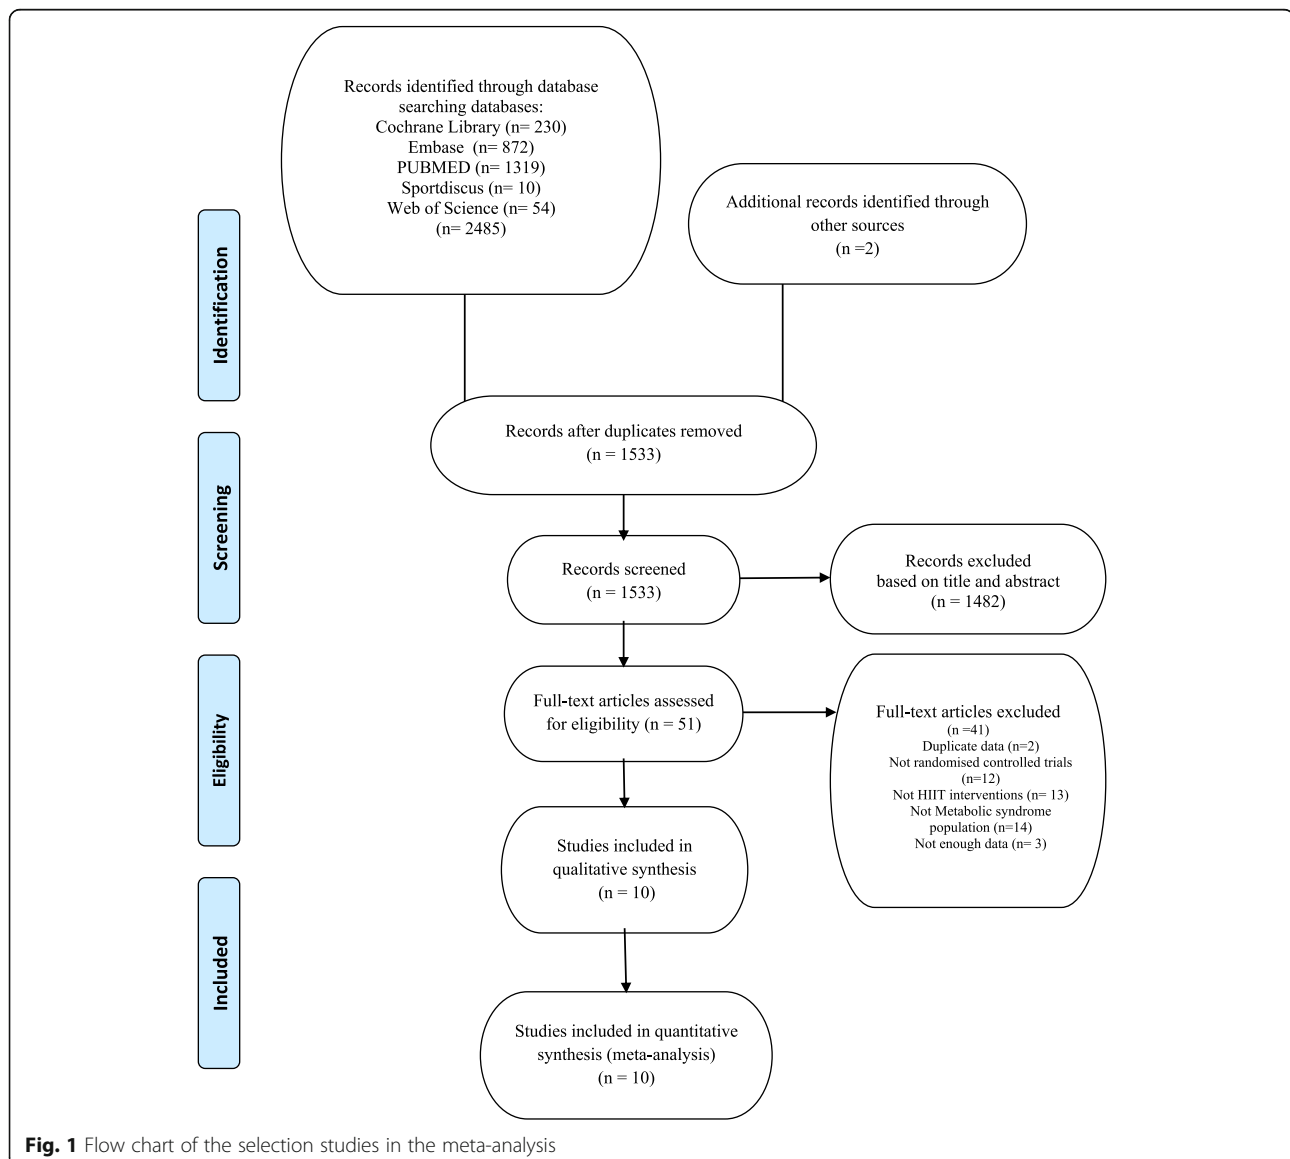 Records identified through database
searching databases:
Cochrane Library (n= 230)
Embase (n= 872)
PUBMED (n= 1319)
Sportdiscus (n= 10)
Web of Science (n= 54)
(n= 2485)
Additional records identified through
other sources
(n =2)
Identification
Records after duplicates removed
(n = 1533)
Screening
Records screened
(n = 1533)
Records excluded
based on title and abstract
(n = 1482)
Eligibility
Full-text articles assessed
for eligibility (n = 51)
Full-text articles excluded
(n =41)
Duplicate data (n=2)
Not randomised controlled trials
(n=12)
Not HIIT interventions (n= 13)
Not Metabolic syndrome
population (n=14)
Not enough data (n= 3)
Studies included in
qualitative synthesis
(n = 10)
Included
Studies included in quantitative
synthesis (meta-analysis)
(n = 10)
Fig. 1 Flow chart of the selection studies in the meta-analysis